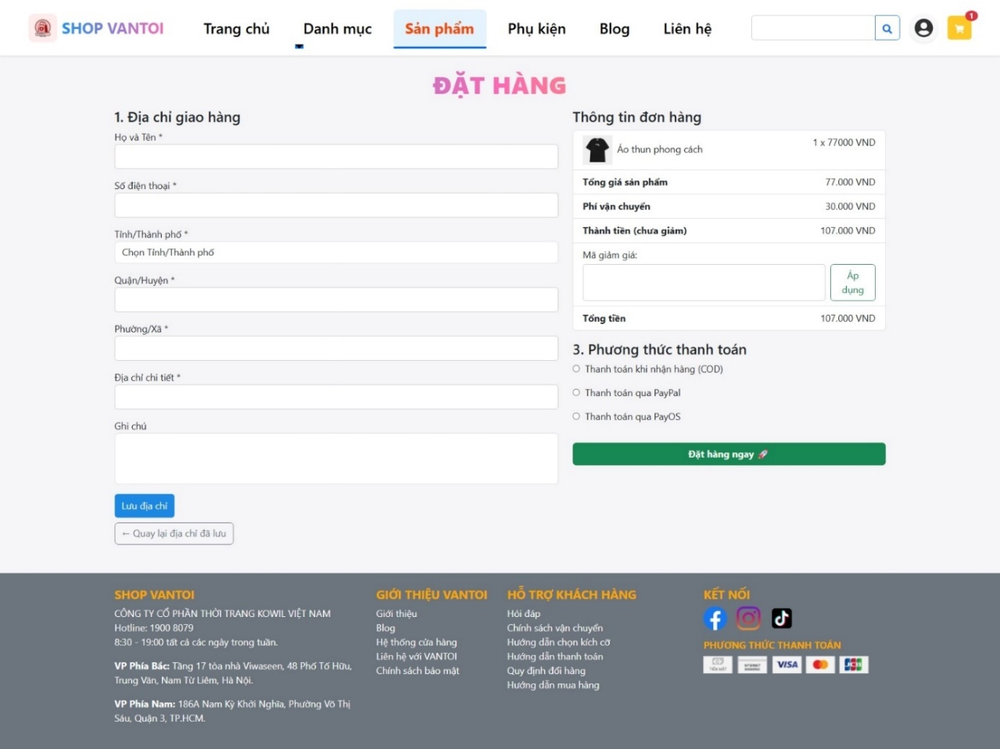 SHOP VANTOI
Trang chủ
Danh mục
Sản phẩm
Phụ kiện
Blog
Liên hệ
1
ĐẶT HÀNG
1. Địa chỉ giao hàng
Họ và Tên *
Số điện thoại *
Tỉnh/Thành phố *
Chọn Tỉnh/Thành phố
Quận/Huyện *
Phường/Xã *
Địa chỉ chi tiết *
Ghi chú
Lưu địa chỉ
← Quay lại địa chỉ đã lưu
Thông tin đơn hàng
Áo thun phong cách
1 x 77000 VND
Tổng giá sản phẩm
77.000 VND
Phí vận chuyển
30.000 VND
Thành tiền (chưa giảm)
107.000 VND
Mã giảm giá:
Áp
dụng
Tổng tiền
107.000 VND
3. Phương thức thanh toán
Thanh toán khi nhận hàng (COD)
Thanh toán qua PayPal
Thanh toán qua PayOS
Đặt hàng ngay 🚀
SHOP VANTOI
CÔNG TY CỔ PHẦN THỜI TRANG KOWIL VIỆT NAM
Hotline: 1900 8079
8:30 - 19:00 tất cả các ngày trong tuần.
VP Phía Bắc: Tầng 17 tòa nhà Viwaseen, 48 Phố Tố Hữu,
Trung Văn, Nam Từ Liêm, Hà Nội.
VP Phía Nam: 186A Nam Kỳ Khởi Nghĩa, Phường Võ Thị
Sáu, Quận 3, TP.HCM.
GIỚI THIỆU VANTOI
Giới thiệu
Blog
Hệ thống cửa hàng
Liên hệ với VANTOI
Chính sách bảo mật
HỖ TRỢ KHÁCH HÀNG
Hỏi đáp
Chính sách vận chuyển
Hướng dẫn chọn kích cỡ
Hướng dẫn thanh toán
Quy định đổi hàng
Hướng dẫn mua hàng
KẾT NỐI
PHƯƠNG THỨC THANH TOÁN
VISA
JCB